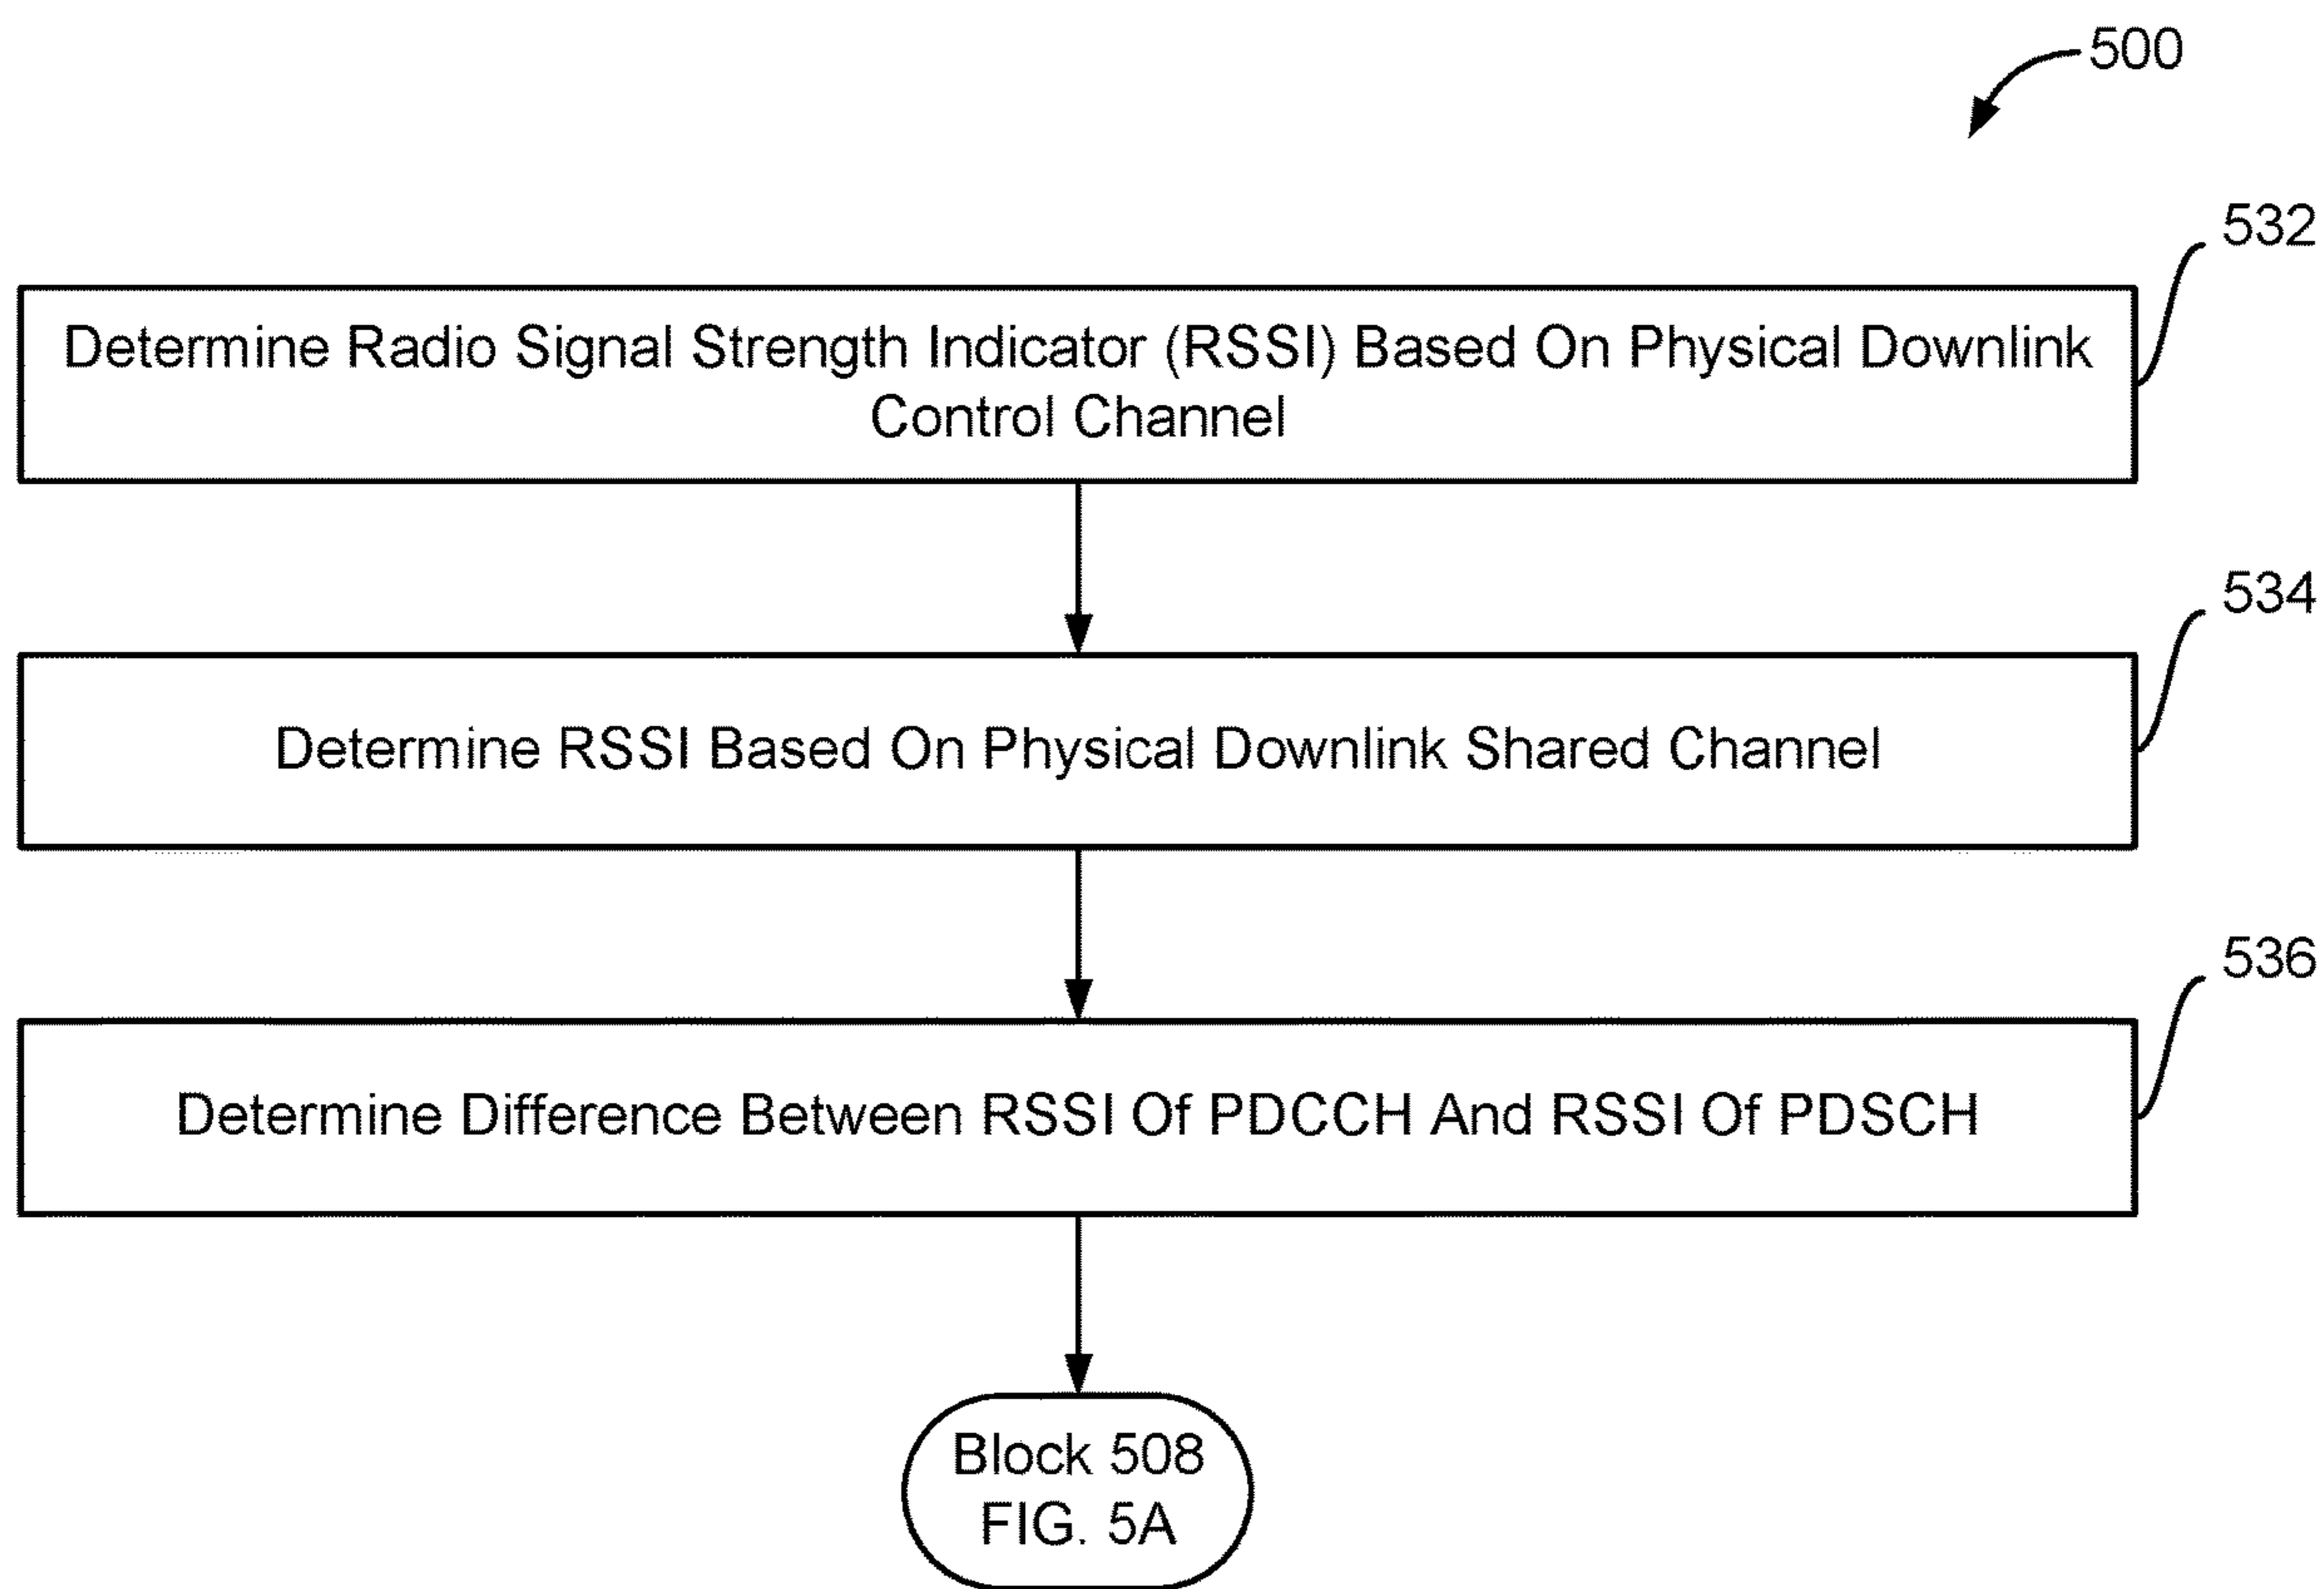 500
532
Determine Radio Signal Strength Indicator (RSSI) Based On Physical Downlink
Control Channel
534
Determine RSSI Based On Physical Downlink Shared Channel
536
Determine Difference Between RSSI Of PDCCH And RSSI Of PDSCH
Block 508
FIG. 5A